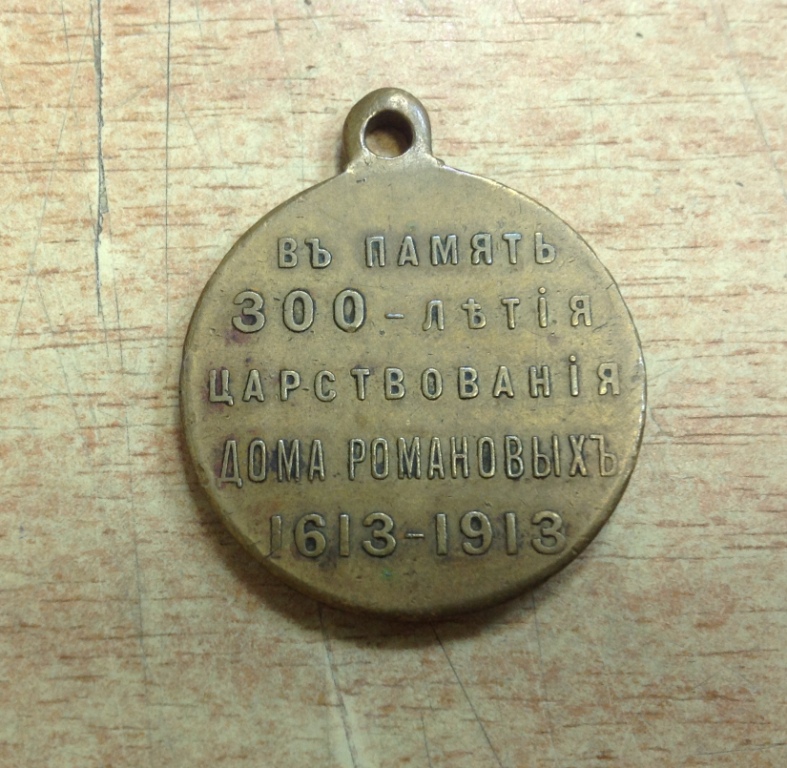 ВЪ ПАМЯТЬ
300-ЛѢТІЯ
ЦАРСТВОВАНІЯ
ДОМА РОМАНОВЫХЪ
1613-1913